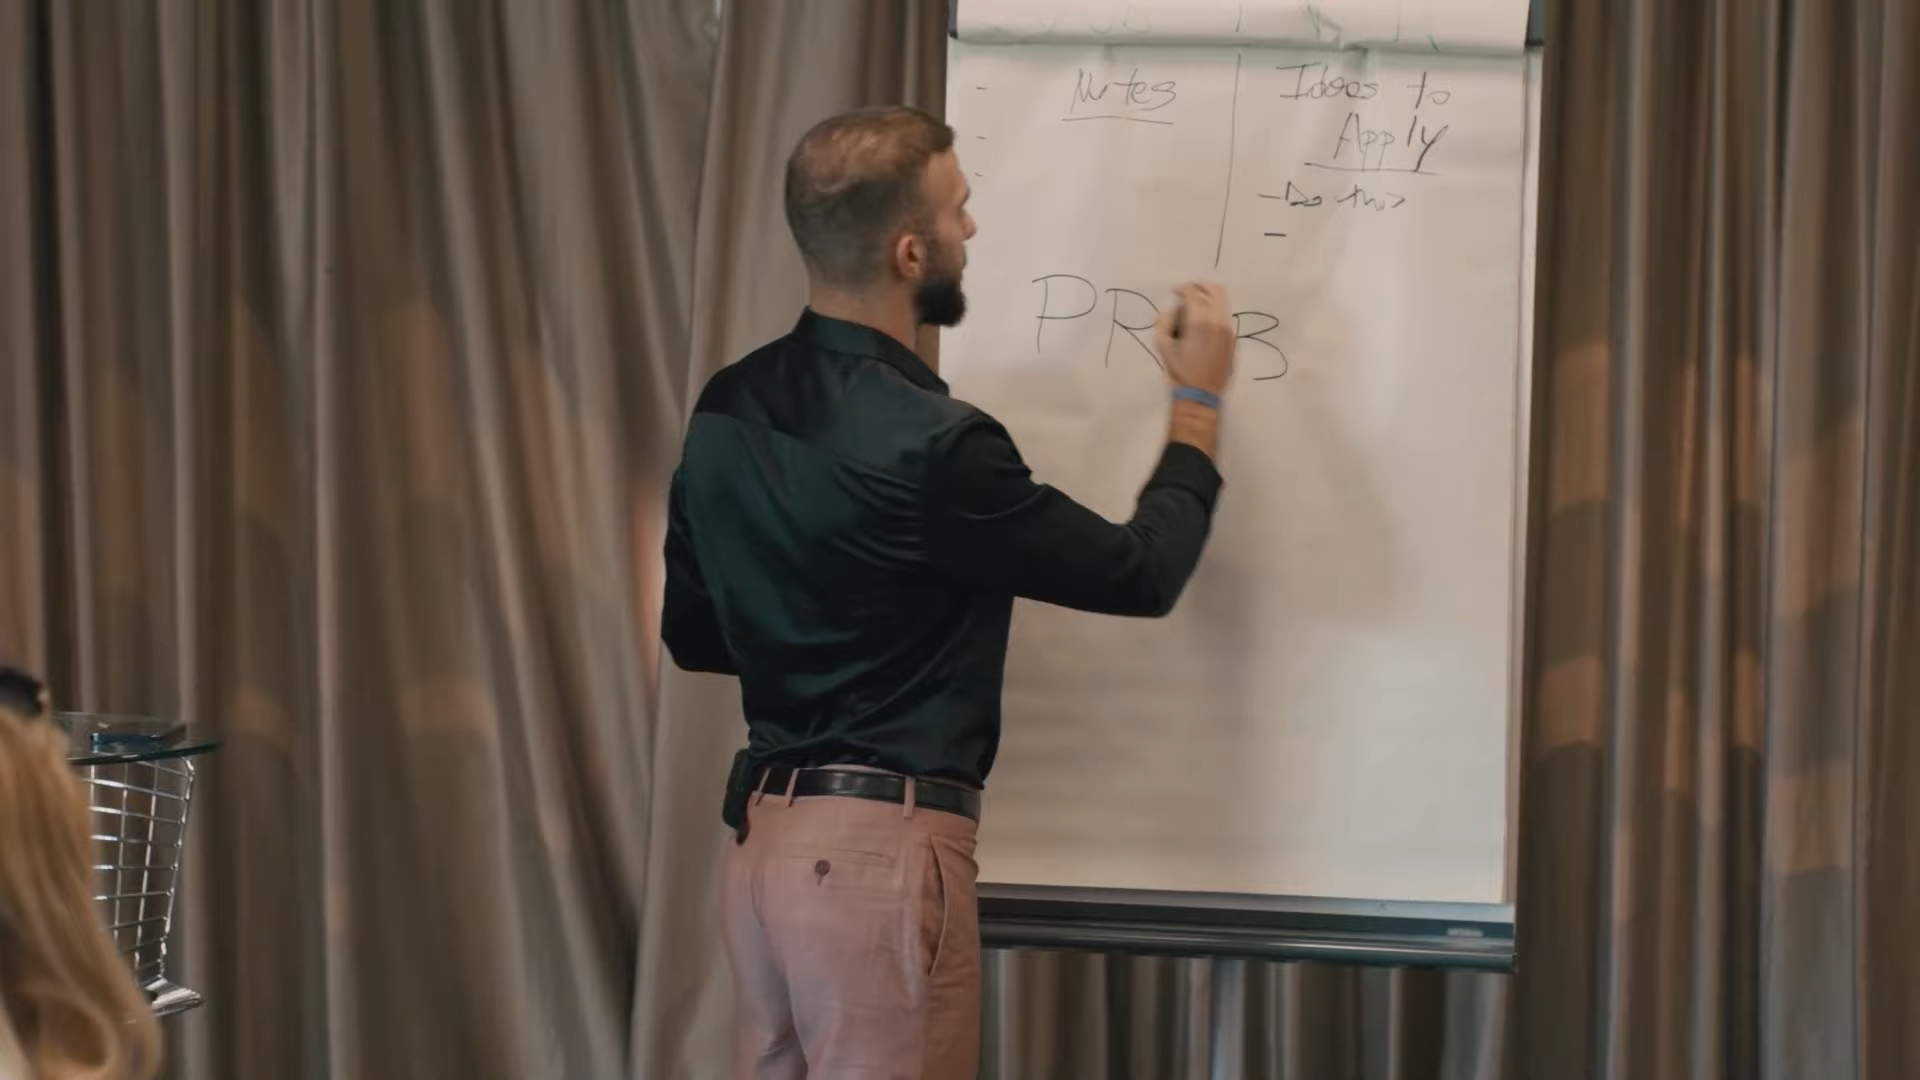 Notes
Ideas to
Apply
- Do this
-
PR B